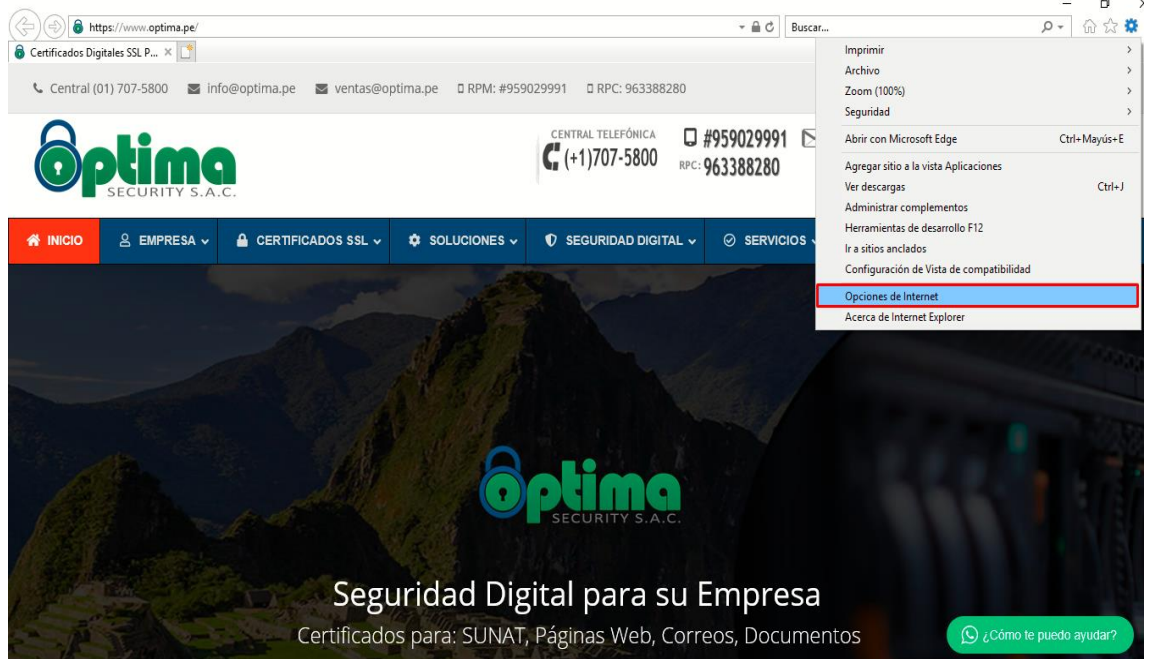 https://www.optima.pe/
Buscar...
Certificados Digitales SSL P...
Imprimir
Archivo
Zoom (100%)
Seguridad
Abrir con Microsoft Edge Ctrl+Mayús+E
Agregar sitio a la vista Aplicaciones
Ver descargas Ctrl+J
Administrar complementos
Herramientas de desarrollo F12
Ir a sitios anclados
Configuración de Vista de compatibilidad
Opciones de Internet
Acerca de Internet Explorer
Central (01) 707-5800 info@optima.pe ventas@optima.pe RPM: #959029991 RPC: 963388280
Optima
SECURITY S.A.C.
CENTRAL TELEFÓNICA
(+1)707-5800
#959029991
RPC: 963388280
INICIO EMPRESA CERTIFICADOS SSL SOLUCIONES SEGURIDAD DIGITAL SERVICIOS
Optima
SECURITY S.A.C.
Seguridad Digital para su Empresa
Certificados para: SUNAT, Páginas Web, Correos, Documentos
¿Cómo te puedo ayudar?